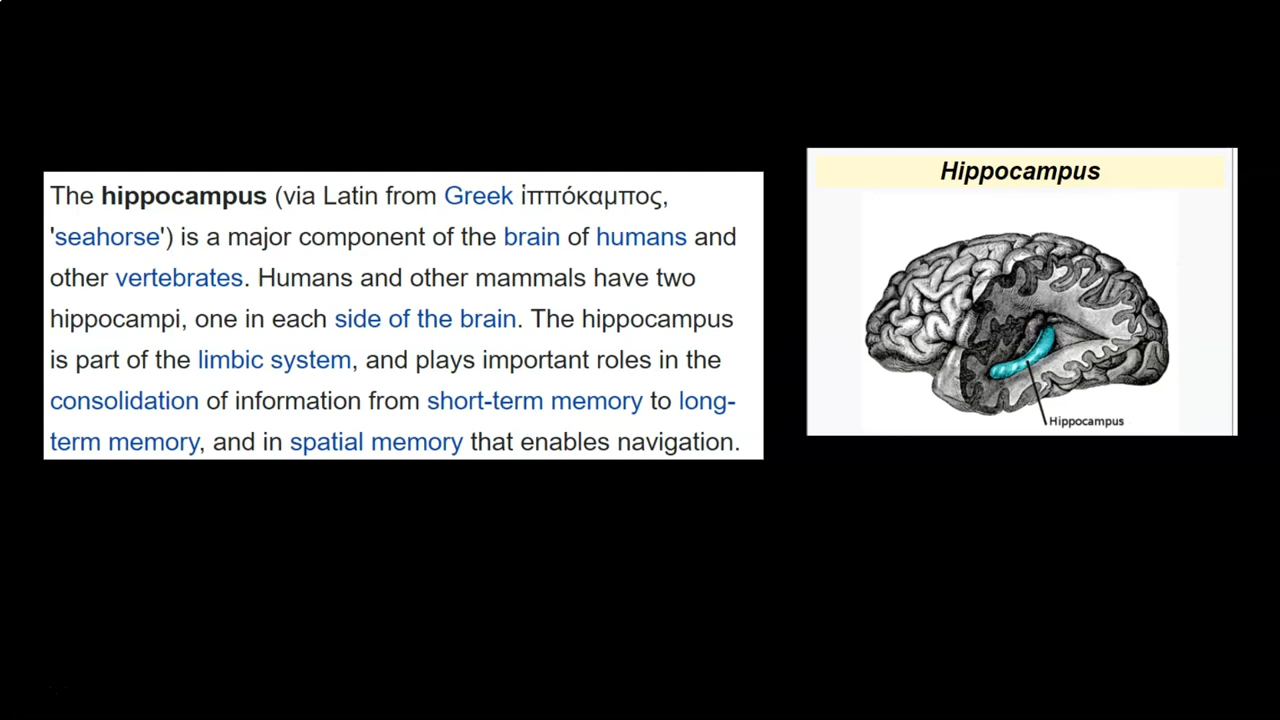 The hippocampus (via Latin from Greek ἱππόκαμπος,
'seahorse') is a major component of the brain of humans and
other vertebrates. Humans and other mammals have two
hippocampi, one in each side of the brain. The hippocampus
is part of the limbic system, and plays important roles in the
consolidation of information from short-term memory to long-
term memory, and in spatial memory that enables navigation.
Hippocampus
Hippocampus